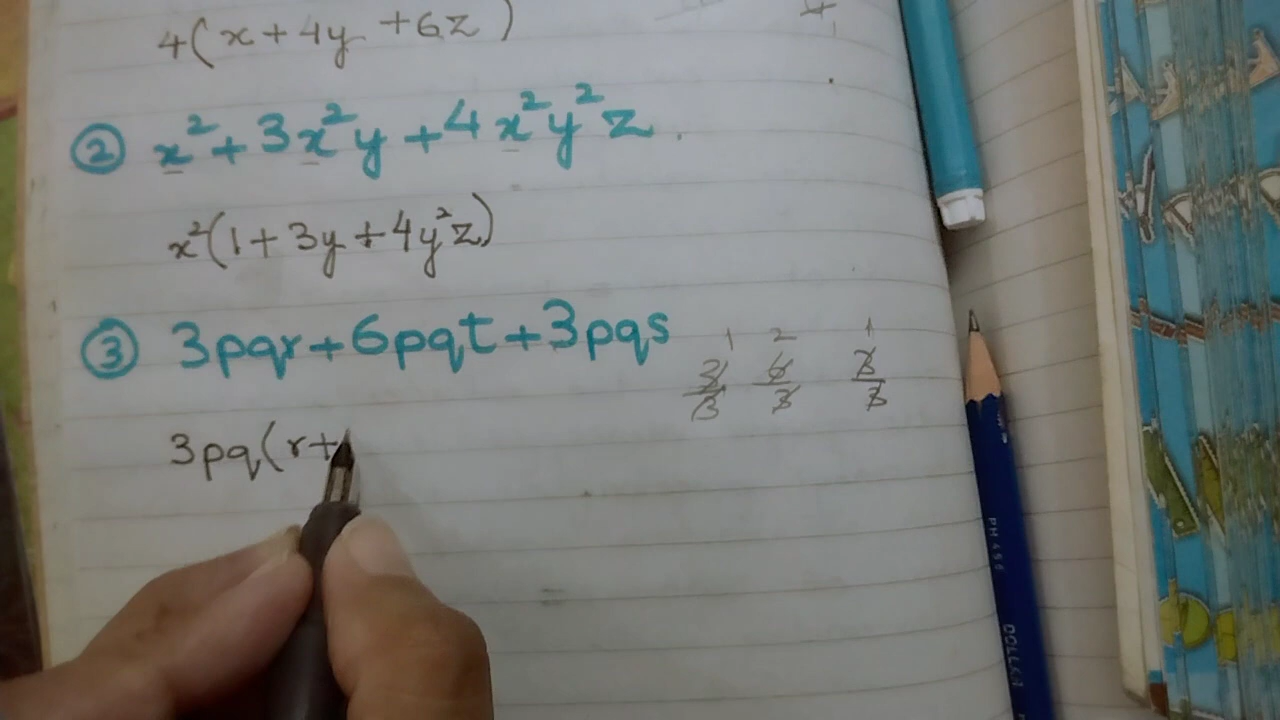 4(x+4y+6z)
② x²+3x²y+4x²y²z.
x²(1+3y+4y²z)
③ 3pqr+6pqt+3pqs
1 2 1
3/3 6/3 3/3
3pq(r+